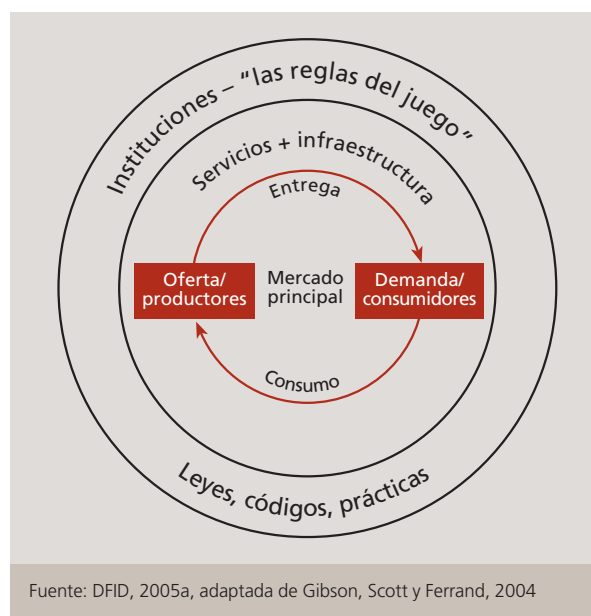 Instituciones – “las reglas del juego”
Servicios + infraestructura
Entrega
Oferta/
productores
Mercado
principal
Demanda/
consumidores
Consumo
Leyes, códigos, prácticas
Fuente: DFID, 2005a, adaptada de Gibson, Scott y Ferrand, 2004